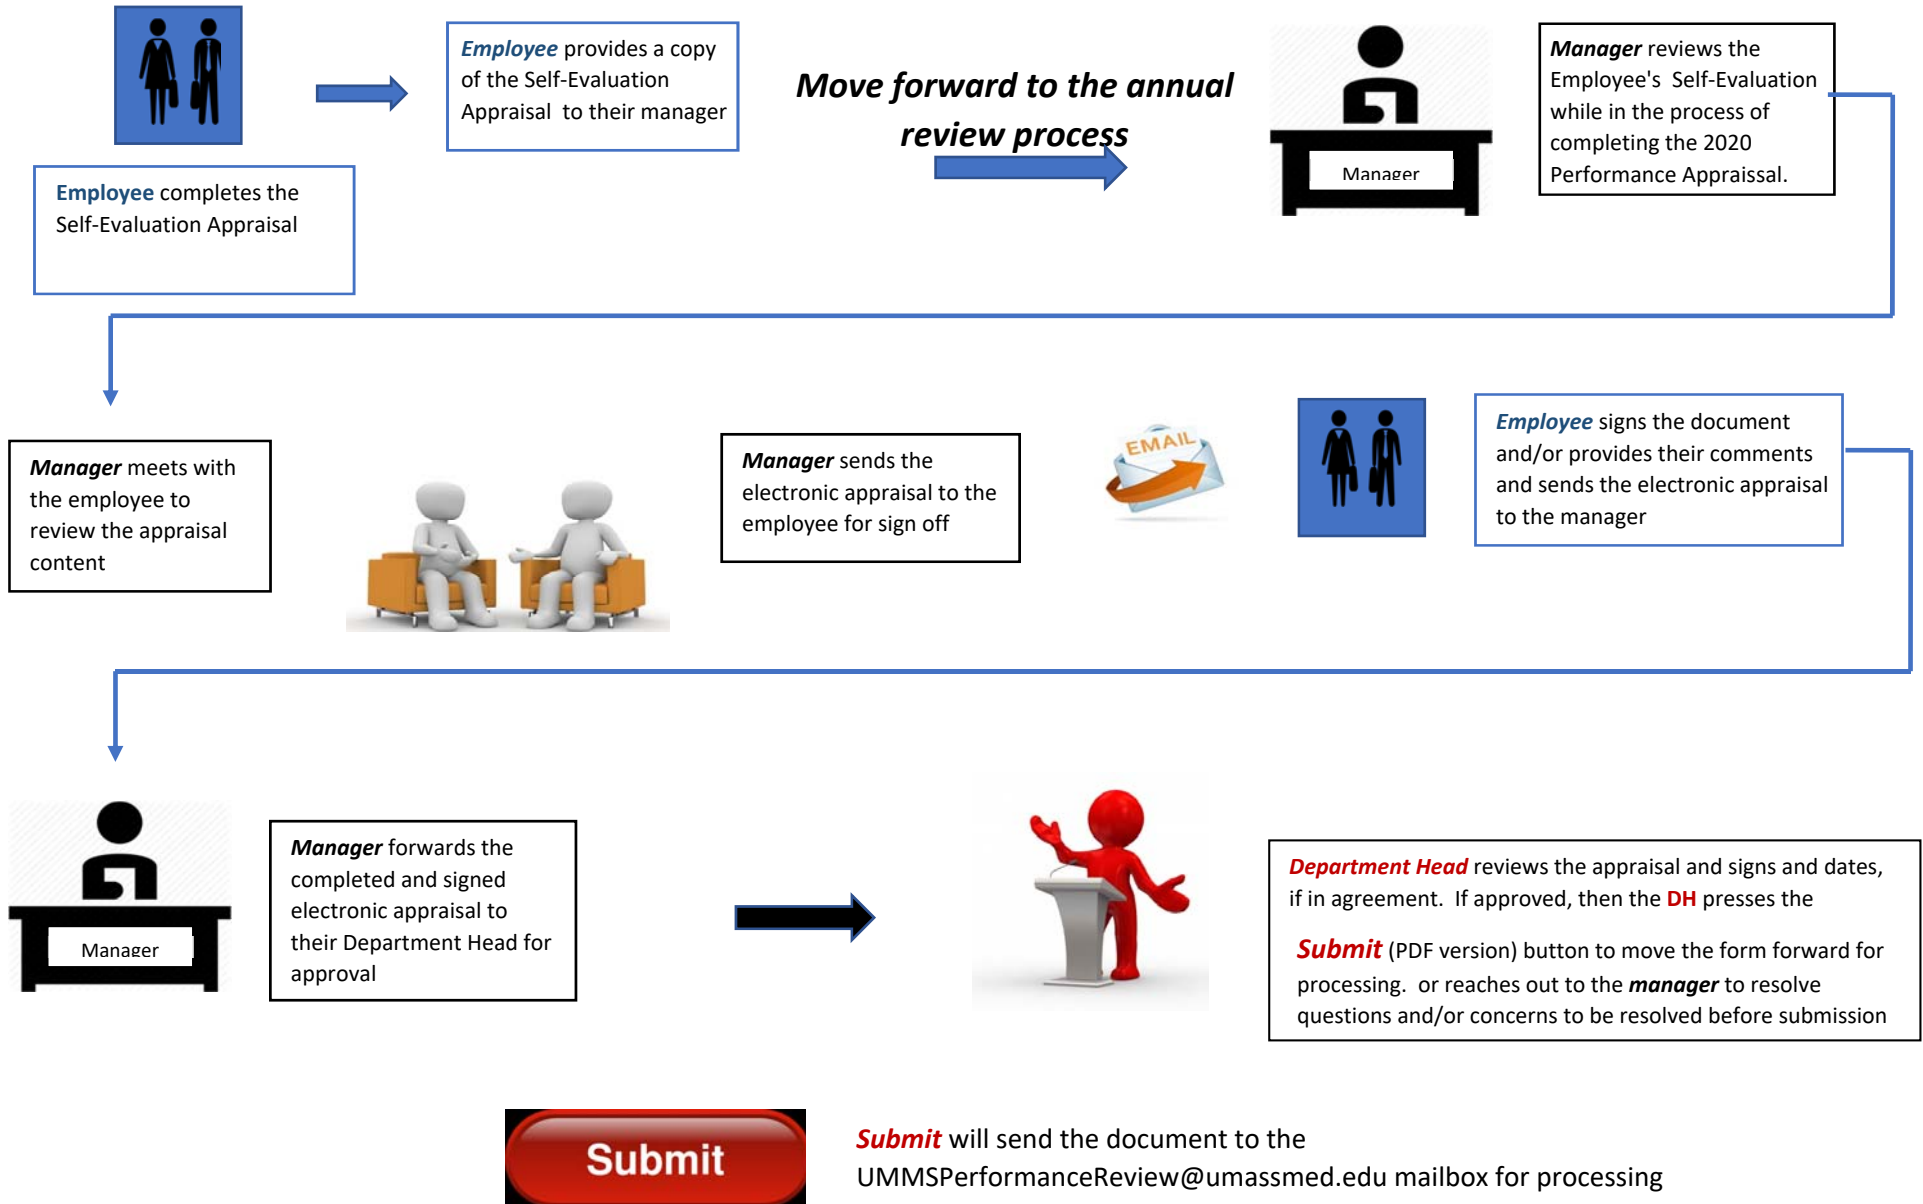 Employee provides a copy
of the Self-Evaluation
Appraisal to their manager
Move forward to the annual
review process
Manager
Manager reviews the
Employee's Self-Evaluation
while in the process of
completing the 2020
Performance Appraissal.
Employee completes the
Self-Evaluation Appraisal
Manager meets with
the employee to
review the appraisal
content
Manager sends the
electronic appraisal to the
employee for sign off
EMAIL
Employee signs the document
and/or provides their comments
and sends the electronic appraisal
to the manager
Manager
Manager forwards the
completed and signed
electronic appraisal to
their Department Head for
approval
Department Head reviews the appraisal and signs and dates,
if in agreement. If approved, then the DH presses the
Submit (PDF version) button to move the form forward for
processing. or reaches out to the manager to resolve
questions and/or concerns to be resolved before submission
Submit
Submit will send the document to the
UMMSPerformanceReview@umassmed.edu mailbox for processing